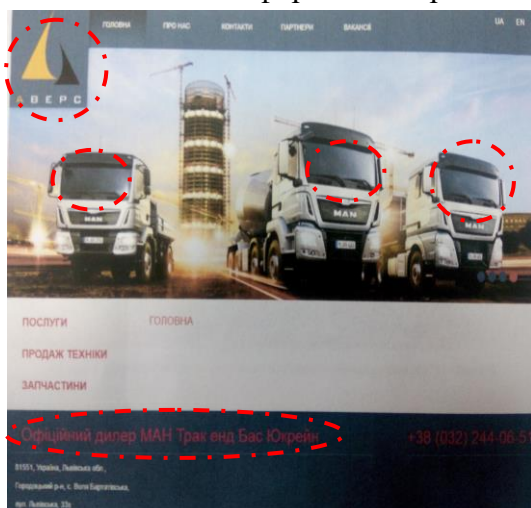 ГОЛОВНА ПРО НАС КОНТАКТИ ПАРТНЕРИ ВАКАНСІЇ UA EN
АВЕРС
MAN
MAN
MAN
ПОСЛУГИ
ГОЛОВНА
ПРОДАЖ ТЕХНІКИ
ЗАПЧАСТИНИ
Офіційний дилер МАН Трак енд Бас Юкрейн +38 (032) 244-06-51
81551, Україна, Львівська обл.,
Городоцький р-н, с. Воля Бартатівська,
вул. Львівська, 33с